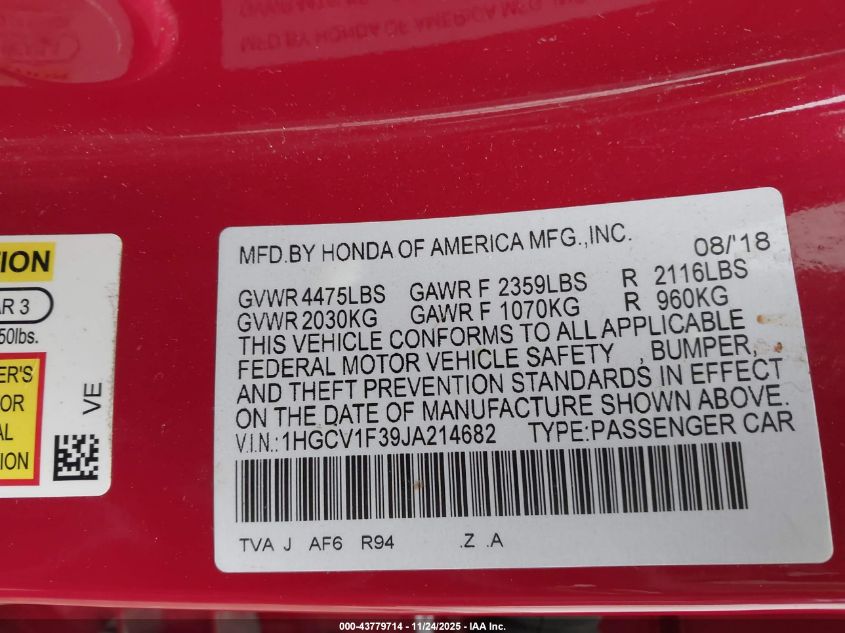 MFD.BY HONDA OF AMERICA MFG.,INC. 08/'18
GVWR 4475LBS GAWR F 2359LBS R 2116LBS
GVWR 2030KG GAWR F 1070KG R 960KG
THIS VEHICLE CONFORMS TO ALL APPLICABLE
FEDERAL MOTOR VEHICLE SAFETY , BUMPER,
AND THEFT PREVENTION STANDARDS IN EFFECT
ON THE DATE OF MANUFACTURE SHOWN ABOVE.
V.I.N.: 1HGCV1F39JA214682 TYPE:PASSENGER CAR
TVA J AF6 R94 .Z .A
TION
AR 3
50lbs.
ER'S
OR
AL
ION
VE
000-43779714 - 11/24/2025 - IAA Inc.